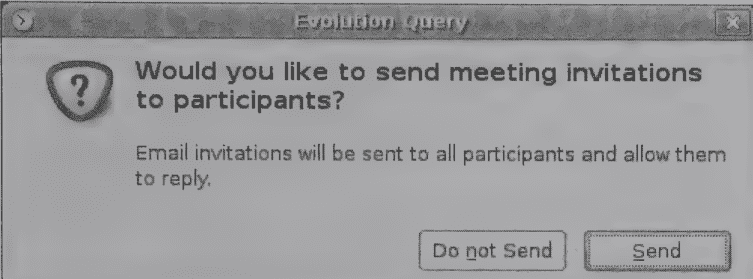 Evolution Query
Would you like to send meeting invitations
to participants?
Email invitations will be sent to all participants and allow them
to reply.
Do not Send
Send